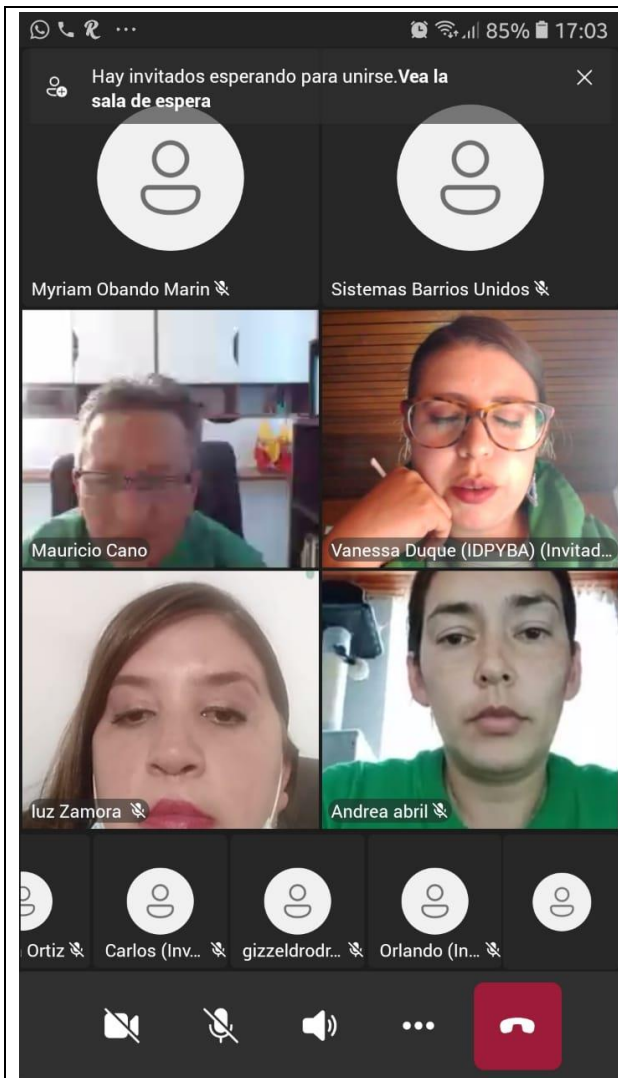 85% 17:03
Hay invitados esperando para unirse.Vea la
sala de espera
Myriam Obando Marin
Sistemas Barrios Unidos
Mauricio Cano
Vanessa Duque (IDPYBA) (Invitad...
luz Zamora
Andrea abril
Ortiz
Carlos (Inv...
gizzeldrodr...
Orlando (In...